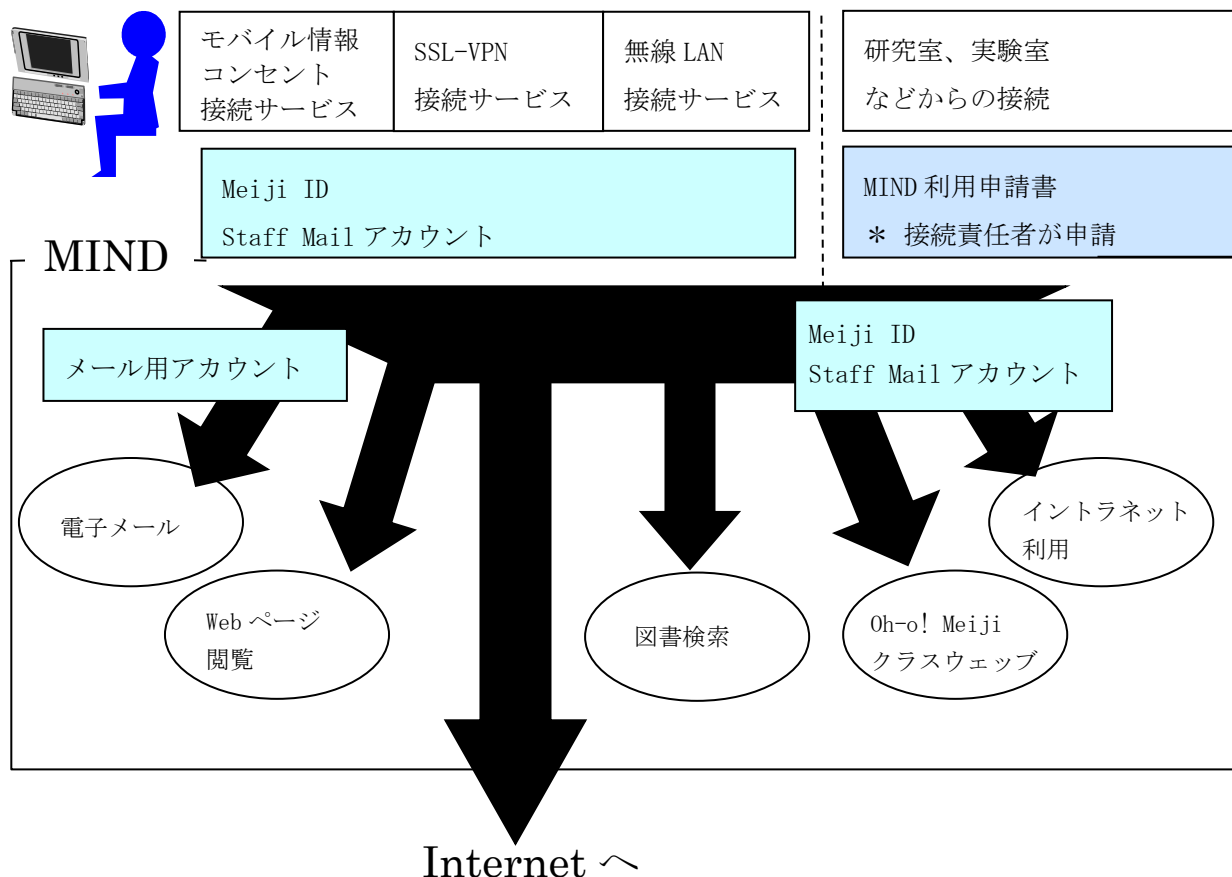 モバイル情報
コンセント
接続サービス
SSL-VPN
接続サービス
無線 LAN
接続サービス
研究室、実験室
などからの接続
Meiji ID
Staff Mail アカウント
MIND 利用申請書
＊ 接続責任者が申請
MIND
メール用アカウント
Meiji ID
Staff Mail アカウント
電子メール
Web ページ
閲覧
図書検索
Oh-o! Meiji
クラスウェッブ
イントラネット
利用
Internet へ